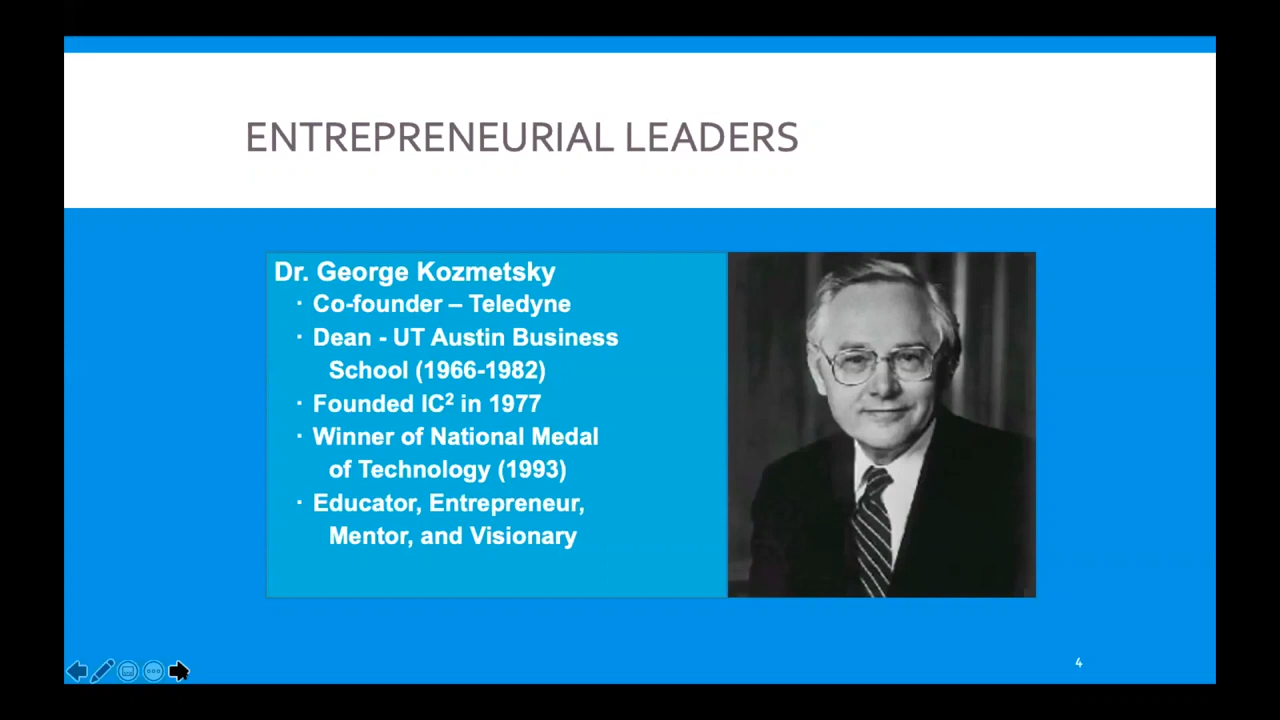 ENTREPRENEURIAL LEADERS
Dr. George Kozmetsky
· Co-founder – Teledyne
· Dean - UT Austin Business
School (1966-1982)
· Founded IC² in 1977
· Winner of National Medal
of Technology (1993)
· Educator, Entrepreneur,
Mentor, and Visionary
4